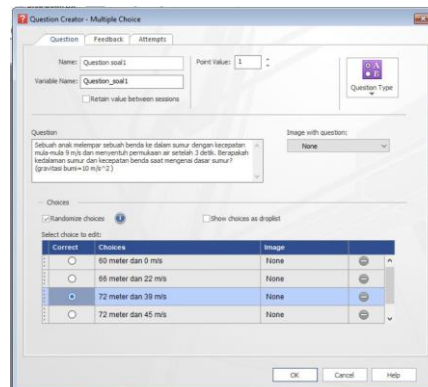 Question Creator - Multiple Choice
Question
Feedback
Attempts
Name: Question soal1
Point Value: 1
Variable Name: Question_soal1
Retain value between sessions
Question Type
Question
Image with question:
Sebuah anak melempar sebuah benda ke dalam sumur dengan kecepatan
mula-mula 9 m/s dan menyentuh permukaan air setelah 3 detik. Berapakah
kedalaman sumur dan kecepatan benda saat mengenai dasar sumur?
(gravitasi bumi=10 m/s^2 )
None
Choices
Randomize choices
Show choices as droplist
Select choice to edit:
Correct Choices Image
60 meter dan 0 m/s None
66 meter dan 22 m/s None
72 meter dan 39 m/s None
72 meter dan 45 m/s None
OK Cancel Help